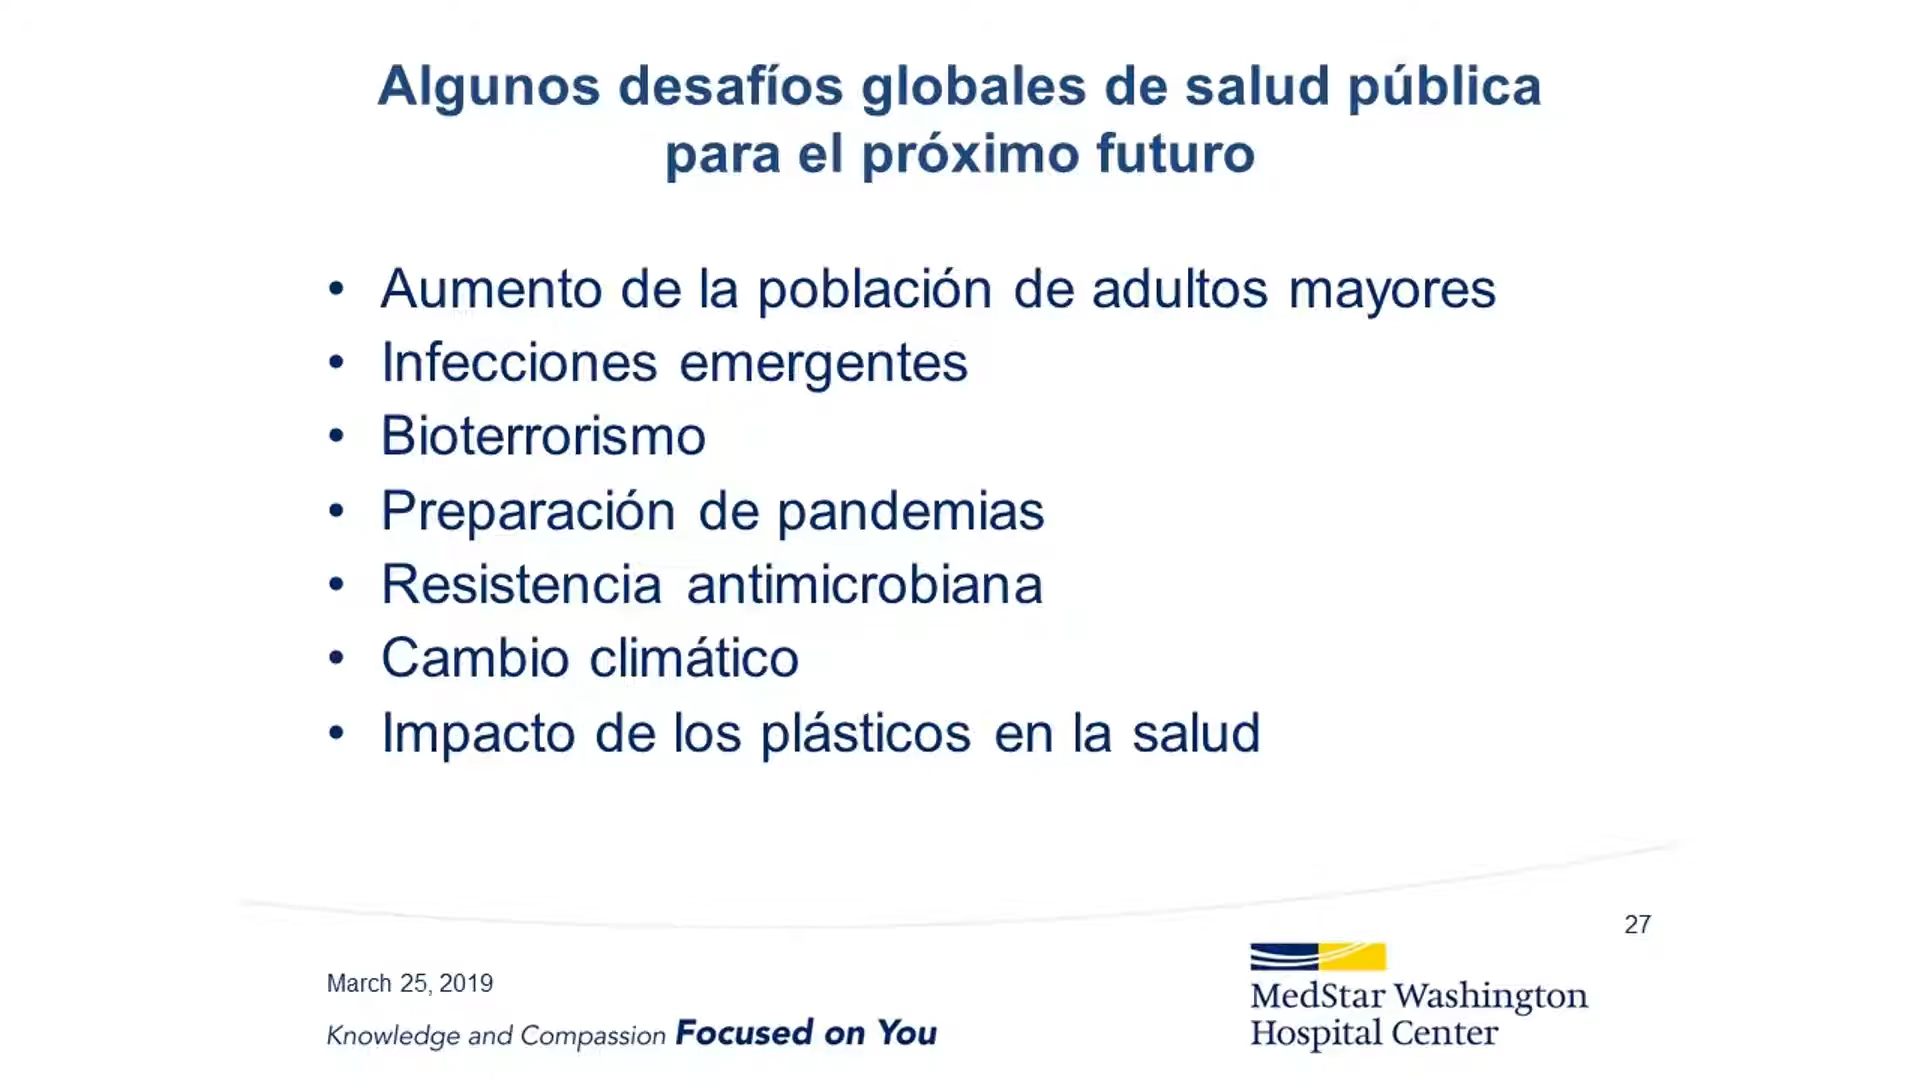 Algunos desafíos globales de salud pública
para el próximo futuro
• Aumento de la población de adultos mayores
• Infecciones emergentes
• Bioterrorismo
• Preparación de pandemias
• Resistencia antimicrobiana
• Cambio climático
• Impacto de los plásticos en la salud
27
March 25, 2019
Knowledge and Compassion Focused on You
MedStar Washington
Hospital Center